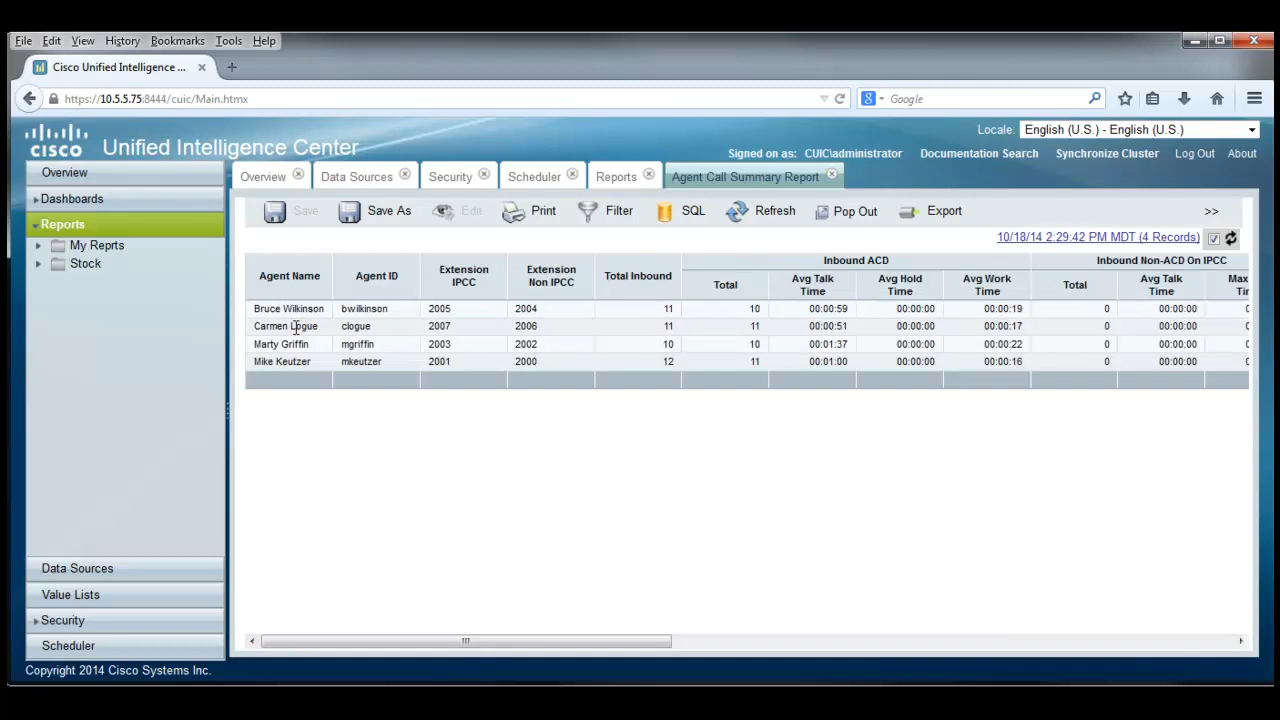 File Edit View History Bookmarks Tools Help
Cisco Unified Intelligence ...
https://10.5.5.75:8444/cuic/Main.htmx Google
Locale: English (U.S.) - English (U.S.)
CISCO Unified Intelligence Center
Signed on as: CUIC\administrator Documentation Search Synchronize Cluster Log Out About
Overview
Dashboards
Reports
My Reprts
Stock
Data Sources
Value Lists
Security
Scheduler
Overview Data Sources Security Scheduler Reports Agent Call Summary Report
Save Save As Edit Print Filter SQL Refresh Pop Out Export >>
10/18/14 2:29:42 PM MDT (4 Records)
Inbound ACD Inbound Non-ACD On IPCC
Agent Name Agent ID Extension IPCC Extension Non IPCC Total Inbound Total Avg Talk Time Avg Hold Time Avg Work Time Total Avg Talk Time Max
Bruce Wilkinson bwilkinson 2005 2004 11 10 00:00:59 00:00:00 00:00:19 0 00:00:00
Carmen Logue clogue 2007 2006 11 11 00:00:51 00:00:00 00:00:17 0 00:00:00
Marty Griffin mgriffin 2003 2002 10 10 00:01:37 00:00:00 00:00:22 0 00:00:00
Mike Keutzer mkeutzer 2001 2000 12 11 00:01:00 00:00:00 00:00:16 0 00:00:00
Copyright 2014 Cisco Systems Inc.